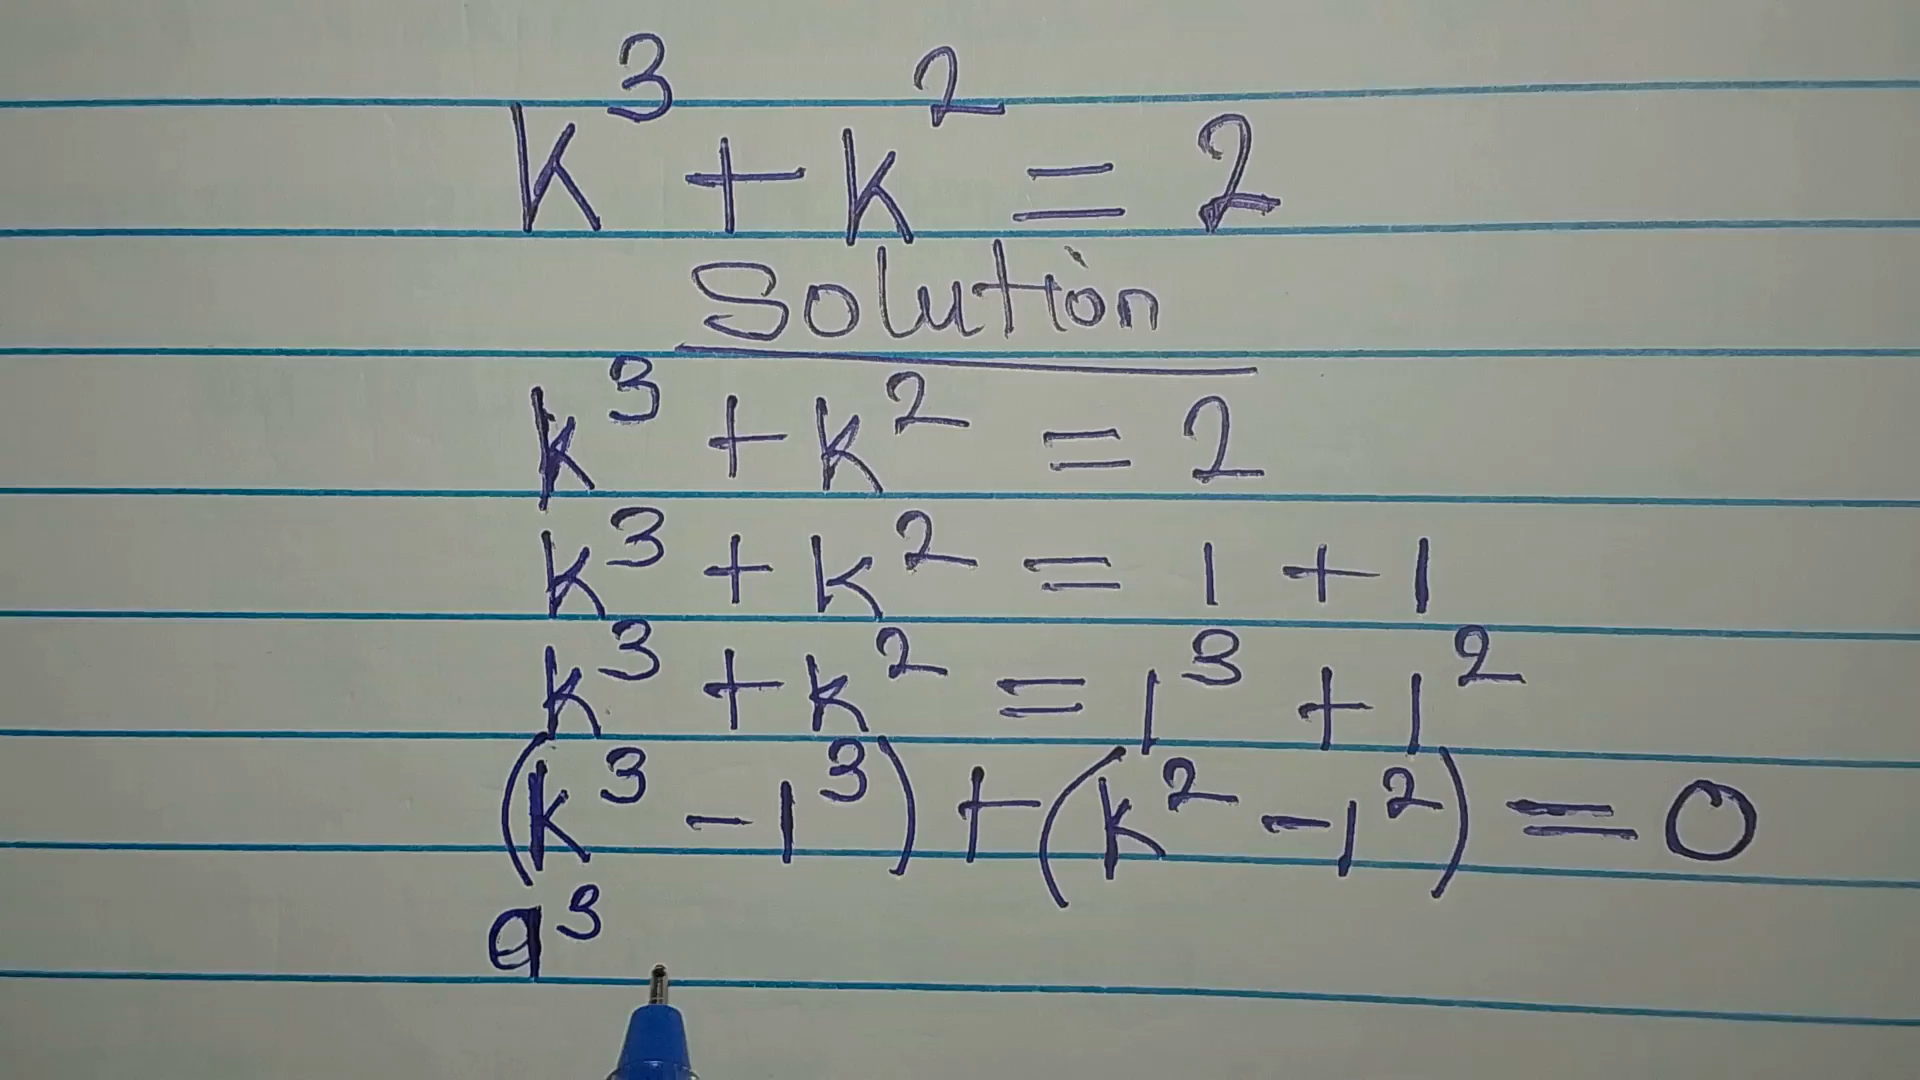 k³ + k² = 2
Solution
k³ + k² = 2
k³ + k² = 1 + 1
k³ + k² = 1³ + 1²
(k³ - 1³) + (k² - 1²) = 0
a³